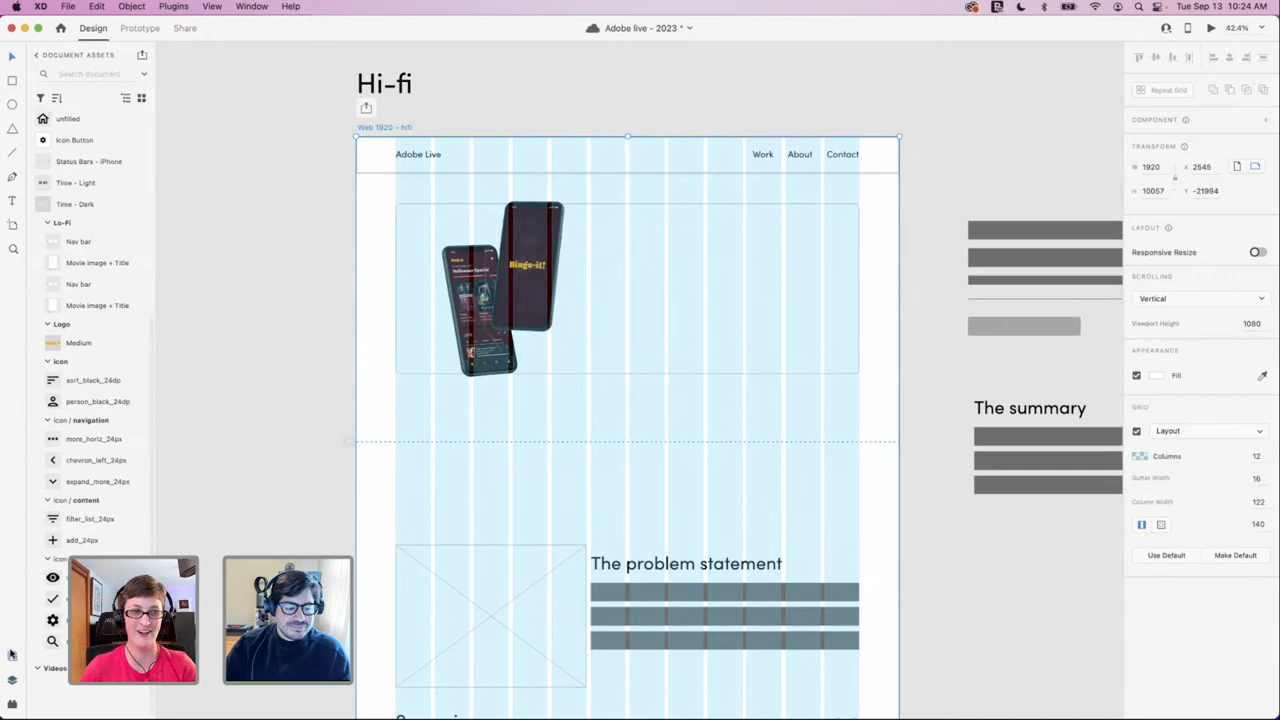 XD File Edit Object Plugins View Window Help
Tue Sep 13 10:24 AM
Design Prototype Share
Adobe live - 2023 *
42.4%
DOCUMENT ASSETS
Search document
unfilled
Icon Button
Status Bars - iPhone
Time - Light
Time - Dark
Lo-Fi
Nav bar
Movie image + Title
Nav bar
Movie image + Title
Logo
Medium
icon
sort_black_24dp
person_black_24dp
icon / navigation
more_horiz_24px
chevron_left_24px
expand_more_24px
icon / content
filter_list_24px
add_24px
Videos
Hi-fi
Web 1920 – hifi
Adobe Live
Work About Contact
Halloween Special
Binge-it!
The problem statement
The summary
Repeat Grid
COMPONENT
TRANSFORM
W 1920 X 2545
H 10057 Y -21994
LAYOUT
Responsive Resize
SCROLLING
Vertical
Viewport Height 1080
APPEARANCE
Fill
GRID
Layout
Columns 12
Gutter Width 16
Column Width 122
140
Use Default Make Default